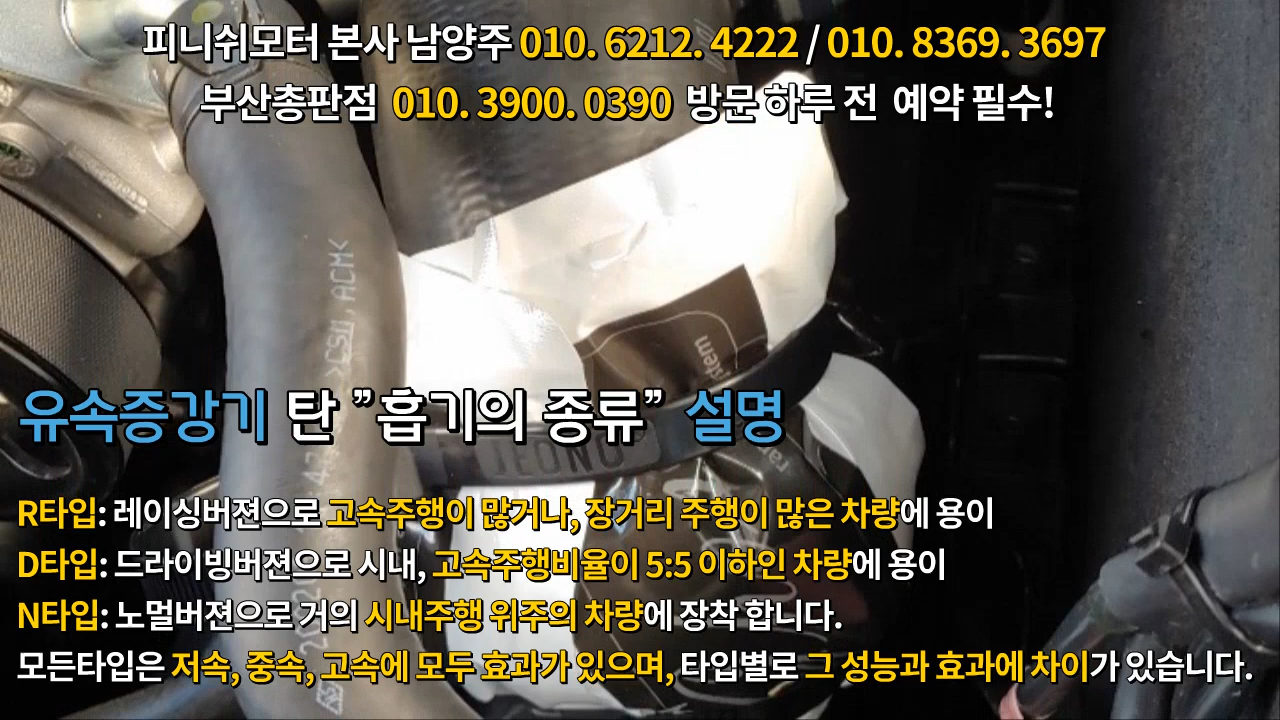 피니쉬모터 본사 남양주 010. 6212. 4222 / 010. 8369. 3697
부산총판점 010. 3900. 0390 방문 하루 전 예약 필수!
>CSM, ACM<
stem
유속증강기 탄 "흡기의 종류" 설명
JEONG
R타입: 레이싱버젼으로 고속주행이 많거나, 장거리 주행이 많은 차량에 용이
D타입: 드라이빙버젼으로 시내, 고속주행비율이 5:5 이하인 차량에 용이
N타입: 노멀버젼으로 거의 시내주행 위주의 차량에 장착 합니다.
모든타입은 저속, 중속, 고속에 모두 효과가 있으며, 타입별로 그 성능과 효과에 차이가 있습니다.